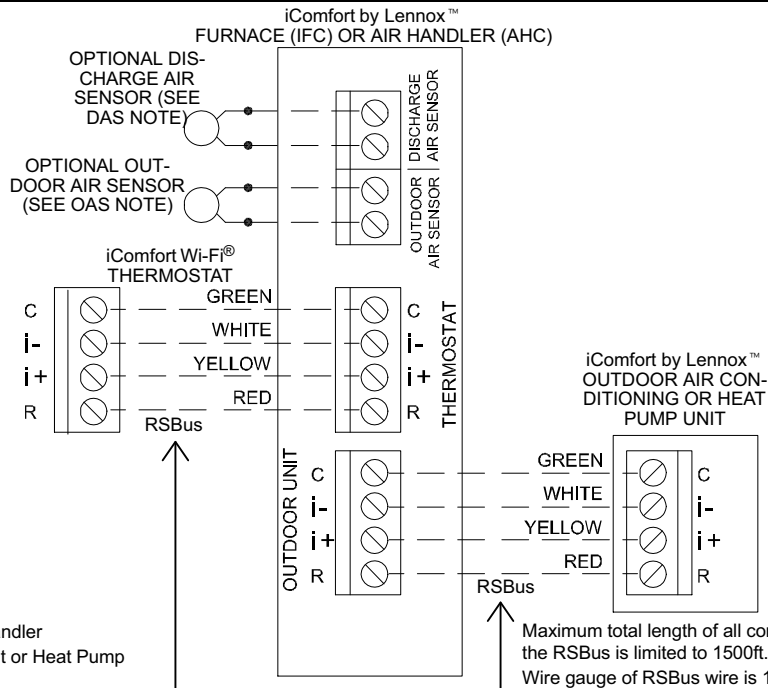 iComfort by Lennox™
FURNACE (IFC) OR AIR HANDLER (AHC)
OPTIONAL DIS-
CHARGE AIR
SENSOR (SEE
DAS NOTE)
DISCHARGE
AIR SENSOR
OPTIONAL OUT-
DOOR AIR SENSOR
(SEE OAS NOTE)
OUTDOOR
AIR SENSOR
iComfort Wi-Fi®
THERMOSTAT
C
i-
i+
R
GREEN
WHITE
YELLOW
RED
RSBus
C
i-
i+
R
THERMOSTAT
iComfort by Lennox™
OUTDOOR AIR CON-
DITIONING OR HEAT
PUMP UNIT
OUTDOOR UNIT
C
i-
i+
R
GREEN
WHITE
YELLOW
RED
RSBus
C
i-
i+
R
t or Heat Pump
Maximum total length of all
the RSBus is limited to 1500ft.
Wire gauge of RSBus wire is